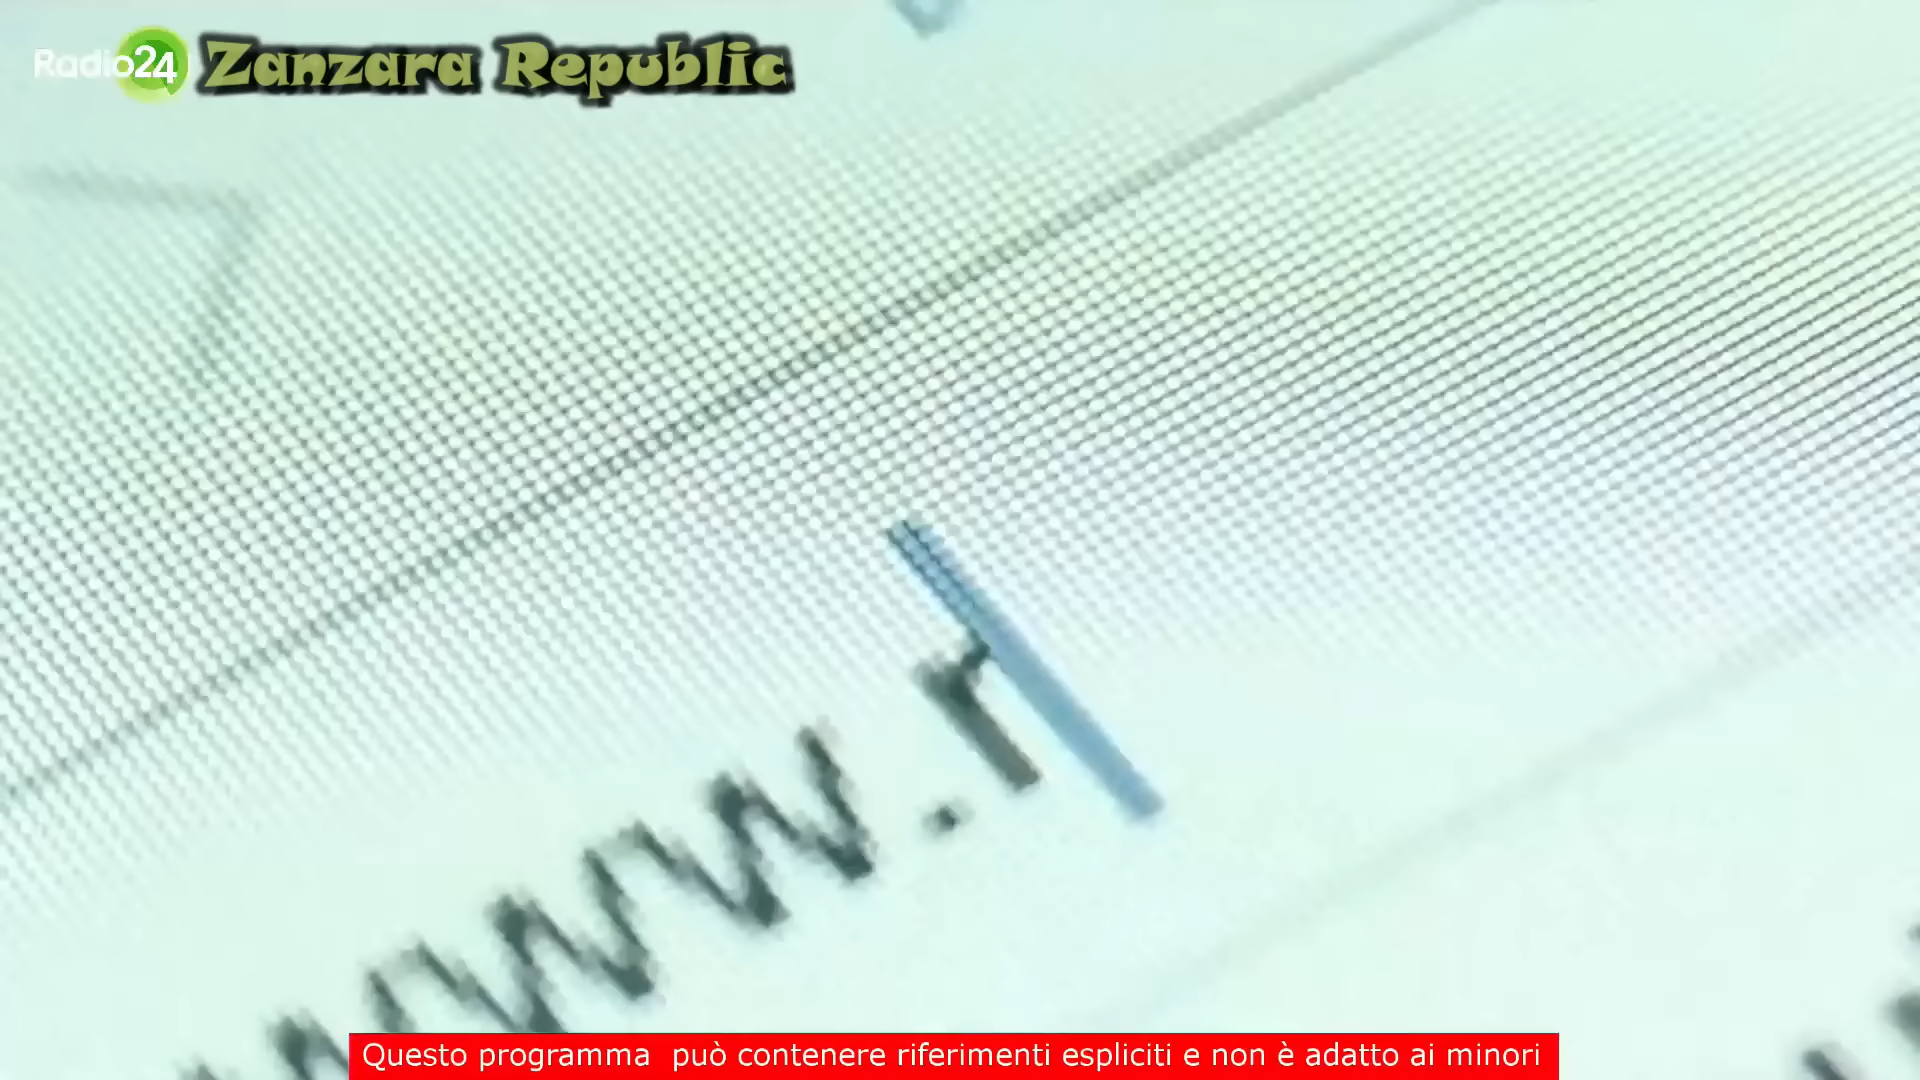 Radio24 Zanzara Republic
www.r
Questo programma può contenere riferimenti espliciti e non è adatto ai minori